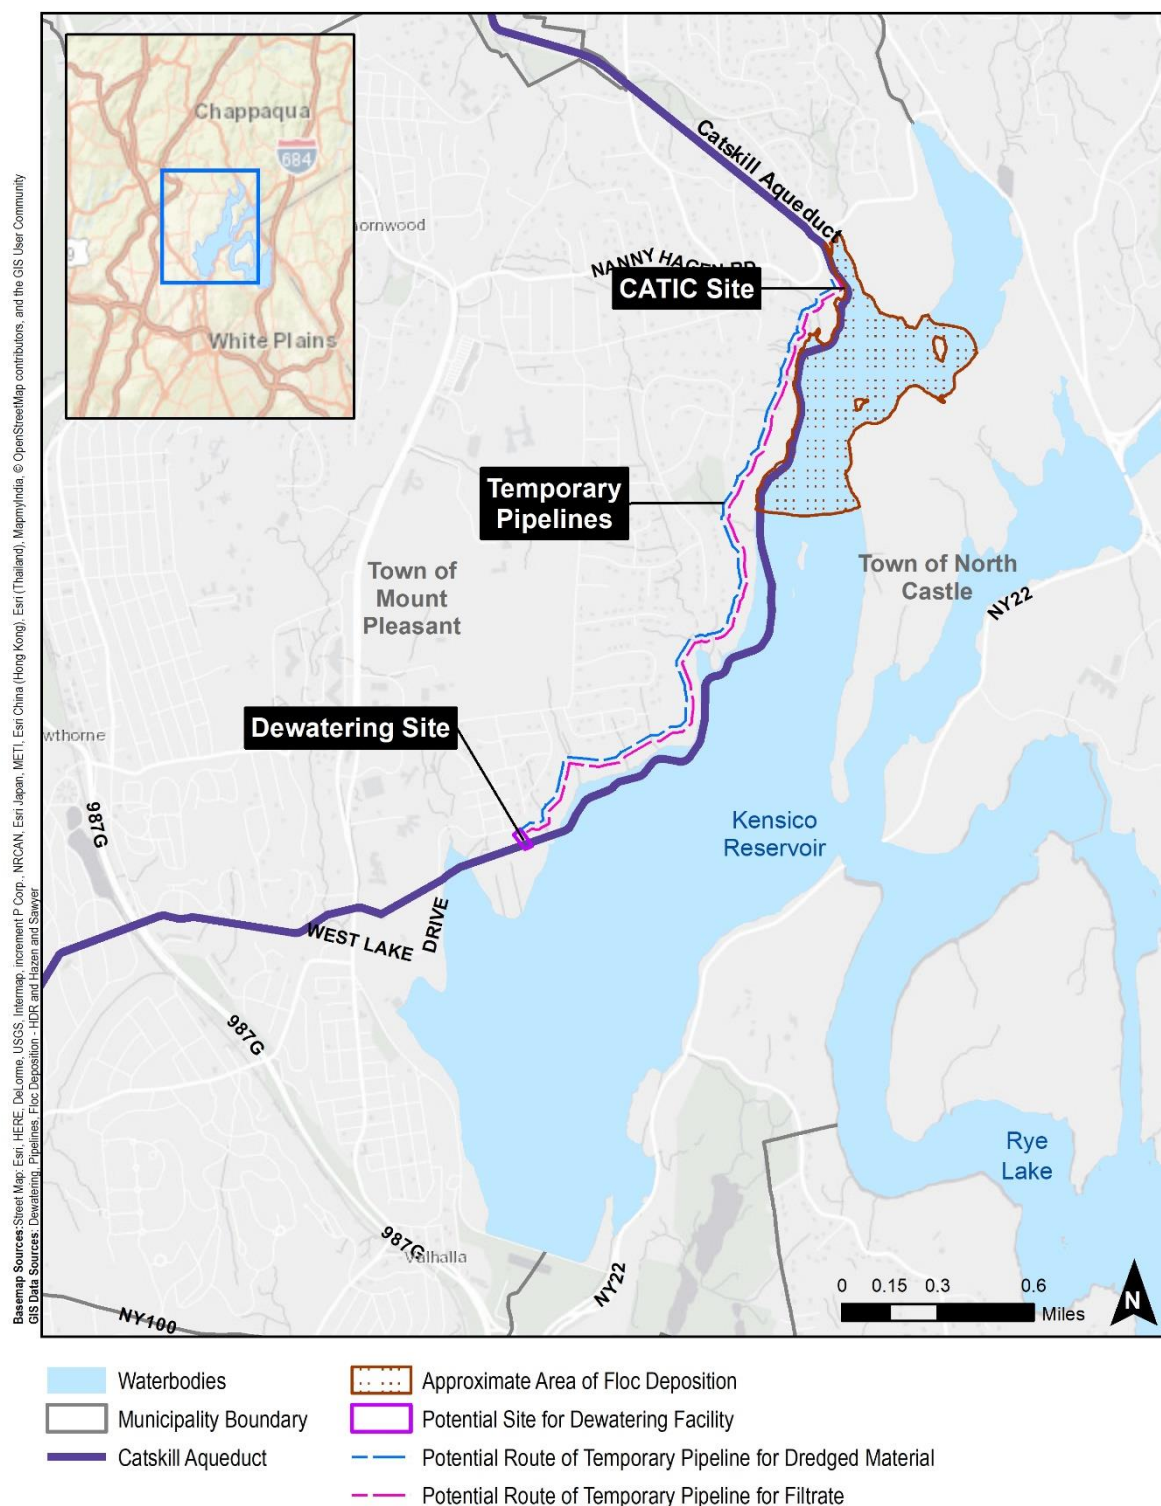 Chappaqua
684
White Plains
ornwood
Catskill Aqueduct
NANNY HAGEN RD
CATIC Site
Temporary
Pipelines
Town of
Mount
Pleasant
Town of North
Castle
NY22
Dewatering Site
wthorne
987G
Kensico
Reservoir
WEST LAKE
DRIVE
987G
Rye
Lake
987G
Valhalla
NY22
NY100
0 0.15 0.3 0.6
Miles
N
Basemap Sources:Street Map: Esri, HERE, DeLorme, USGS, Intermap, increment P Corp., NRCAN, Esri Japan, METI, Esri China (Hong Kong), Esri (Thailand), MapmyIndia, © OpenStreetMap contributors, and the GIS User Community
GIS Data Sources: Dewatering, Pipelines, Floc Deposition - HDR and Hazen and Sawyer
Waterbodies
Municipality Boundary
Catskill Aqueduct
Approximate Area of Floc Deposition
Potential Site for Dewatering Facility
Potential Route of Temporary Pipeline for Dredged Material
Potential Route of Temporary Pipeline for Filtrate